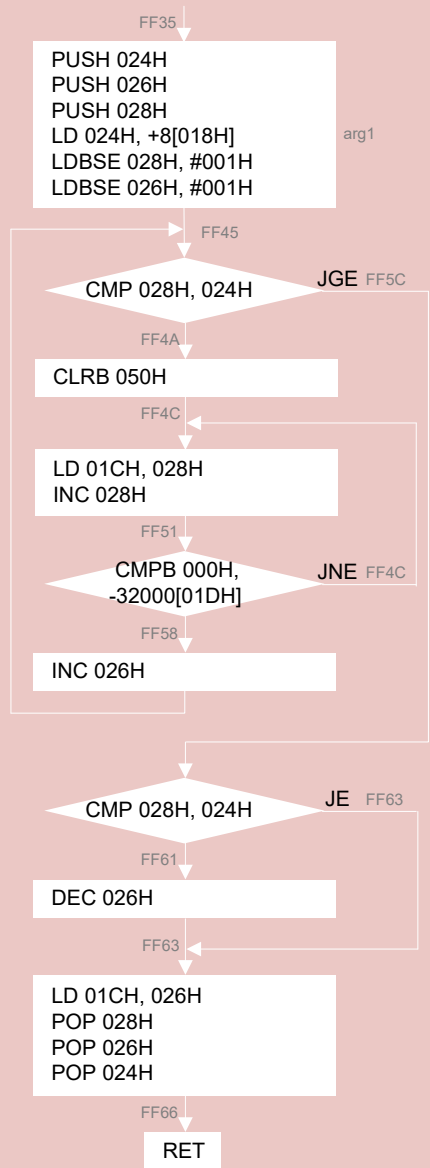 FF35
PUSH 024H
PUSH 026H
PUSH 028H
LD 024H, +8[018H]
arg1
LDBSE 028H, #001H
LDBSE 026H, #001H
FF45
CMP 028H, 024H
JGE FF5C
FF4A
CLRB 050H
FF4C
LD 01CH, 028H
INC 028H
FF51
CMPB 000H,
-32000[01DH]
JNE FF4C
FF58
INC 026H
CMP 028H, 024H
JE FF63
FF61
DEC 026H
FF63
LD 01CH, 026H
POP 028H
POP 026H
POP 024H
FF66
RET